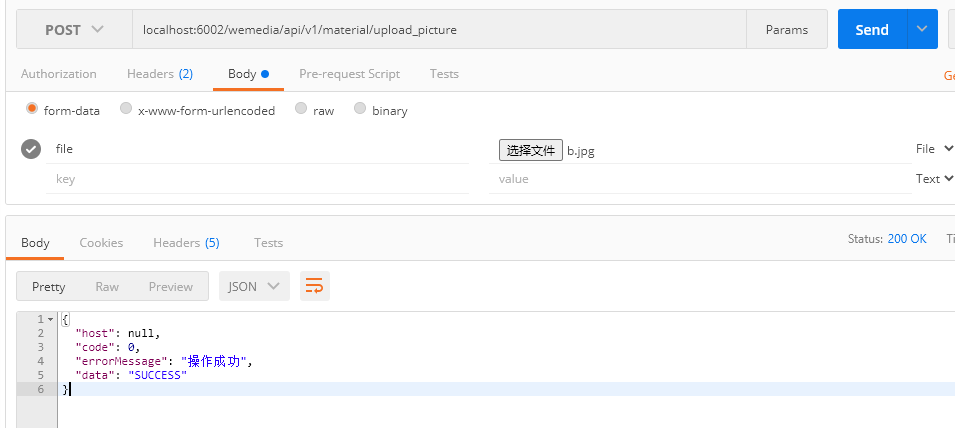 POST localhost:6002/wemedia/api/v1/material/upload_picture Params Send
Authorization Headers (2) Body Pre-request Script Tests
form-data x-www-form-urlencoded raw binary
file 选择文件 b.jpg File
key value Text
Body Cookies Headers (5) Tests Status: 200 OK
Pretty Raw Preview JSON
1 {
2 "host": null,
3 "code": 0,
4 "errorMessage": "操作成功",
5 "data": "SUCCESS"
6 }